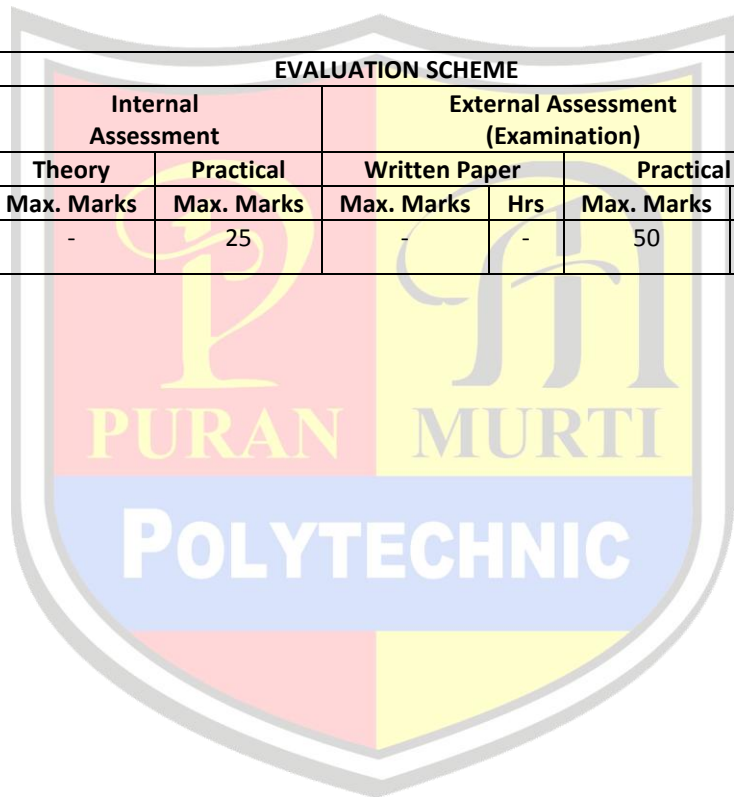 EVALUATION SCHEME
Internal Assessment External Assessment (Examination)
Theory Practical Written Paper Practical
Max. Marks Max. Marks Max. Marks Hrs Max. Marks
- 25 - - 50
P M
PURAN MURTI
POLYTECHNIC